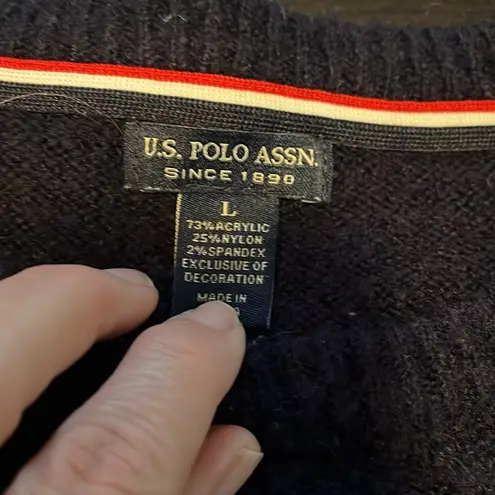 U.S. POLO ASSN.
SINCE 1890
L
73% ACRYLIC
25% NYLON
2% SPANDEX
EXCLUSIVE OF
DECORATION
MADE IN